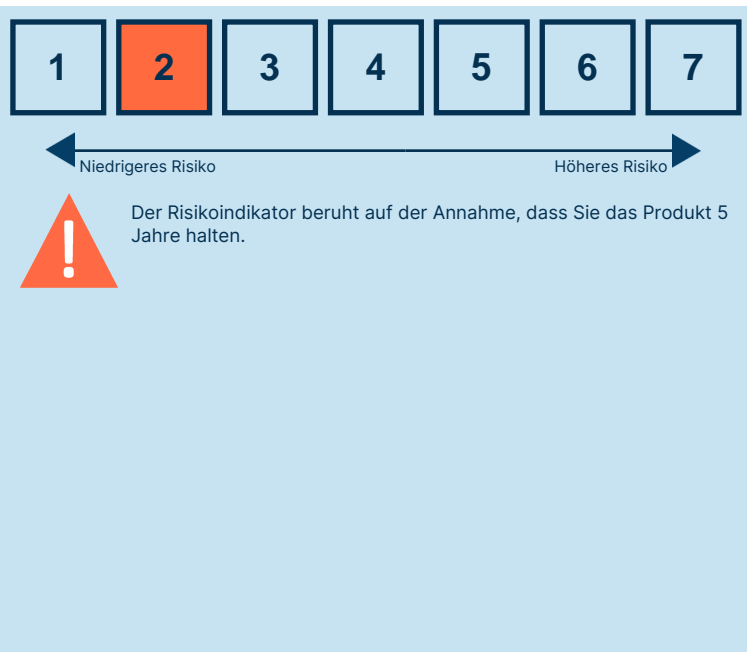 1 2 3 4 5 6 7
Niedrigeres Risiko Höheres Risiko
Der Risikoindikator beruht auf der Annahme, dass Sie das Produkt 5
Jahre halten.